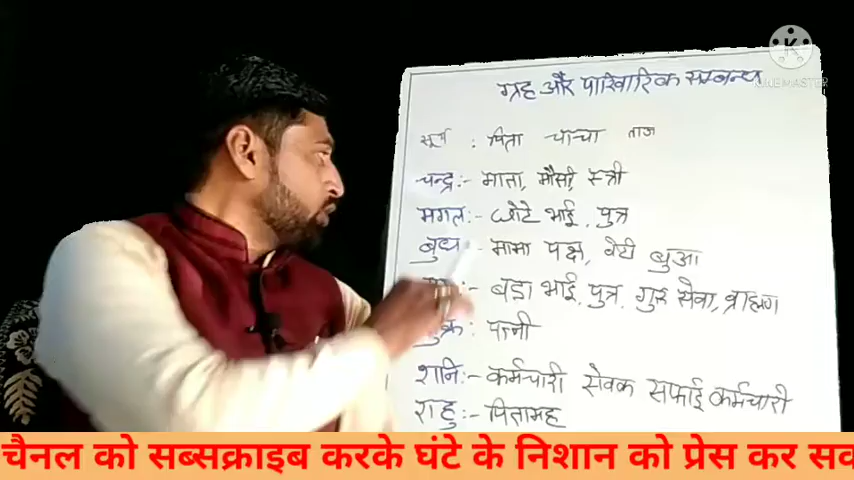 ग्रह और पारिवारिक सम्बन्ध
KINEMASTER
सूर्य : पिता चाचा ताज
चन्द्र:- माता, मौसी, स्त्री
मगल:- छोटे भाई, पुत्र
बुध :- मामा पक्ष, बेटी बुआ
:- बड़ा भाई, पुत्र, गुरु सेवा, ब्राह्मण
शुक्र : पत्नी
शनि:- कर्मचारी सेवक सफाई कर्मचारी
राहु:- पितामह
चैनल को सब्सक्राइब करके घंटे के निशान को प्रेस कर